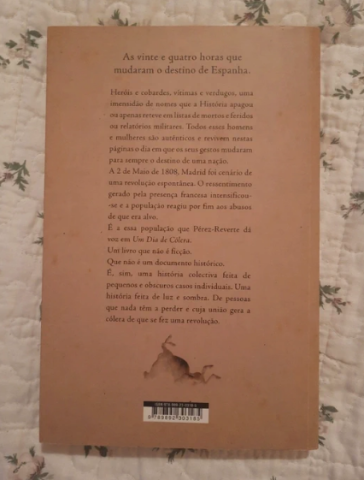 As vinte e quatro horas que
mudaram o destino de Espanha.
Heróis e cobardes, vítimas e verdugos, uma
imensidão de nomes que a História apagou
ou apenas reteve em listas de mortos e feridos
ou relatórios militares. Todos esses homens
e mulheres são autênticos e revivem nestas
páginas o dia em que os seus gestos mudaram
para sempre o destino de uma nação.
A 2 de Maio de 1808, Madrid foi cenário de
uma revolução espontânea. O ressentimento
gerado pela presença francesa intensificou-
-se e a população reagiu por fim aos abusos
de que era alvo.
É a essa população que Pérez-Reverte dá
voz em Um Dia de Cólera.
Um livro que não é ficção.
Que não é um documento histórico.
É, sim, uma história colectiva feita de
pequenos e obscuros casos individuais. Uma
história feita de luz e sombra. De pessoas
que nada têm a perder e cuja união gera a
cólera de que se fez uma revolução.